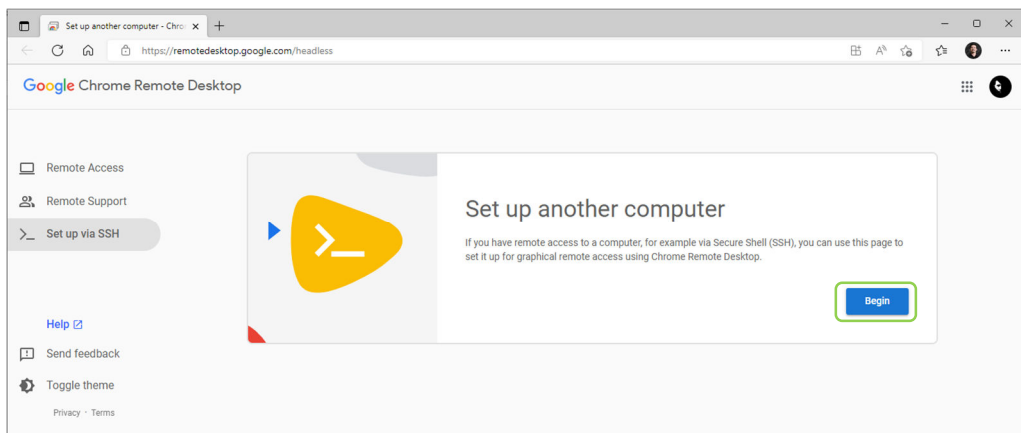 Set up another computer - Chro
https://remotedesktop.google.com/headless
Google Chrome Remote Desktop
Remote Access
Remote Support
Set up via SSH
Help
Send feedback
Toggle theme
Privacy · Terms
Set up another computer
If you have remote access to a computer, for example via Secure Shell (SSH), you can use this page to
set it up for graphical remote access using Chrome Remote Desktop.
Begin